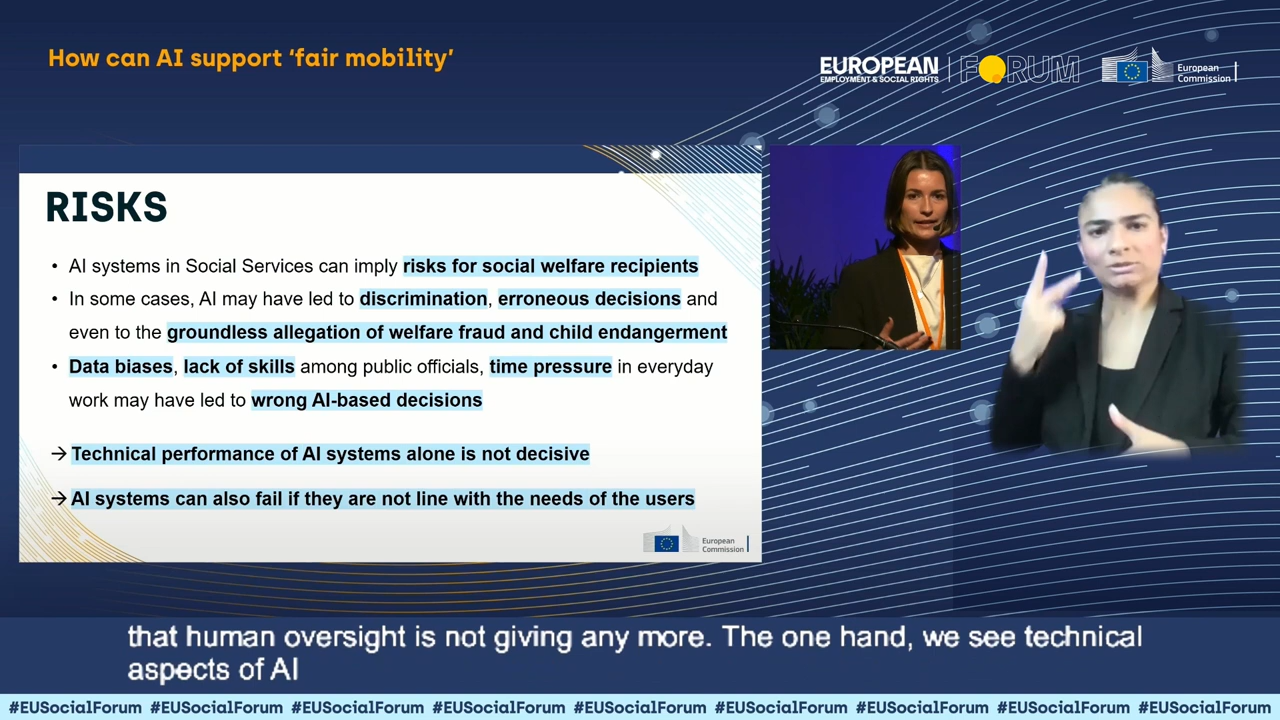 How can AI support ‘fair mobility’
EUROPEAN
EMPLOYMENT & SOCIAL RIGHTS
FORUM
European
Commission
RISKS
• AI systems in Social Services can imply risks for social welfare recipients
• In some cases, AI may have led to discrimination, erroneous decisions and
even to the groundless allegation of welfare fraud and child endangerment
• Data biases, lack of skills among public officials, time pressure in everyday
work may have led to wrong AI-based decisions
→ Technical performance of AI systems alone is not decisive
→ AI systems can also fail if they are not line with the needs of the users
European
Commission
that human oversight is not giving any more. The one hand, we see technical
aspects of AI
#EUSocialForum #EUSocialForum #EUSocialForum #EUSocialForum #EUSocialForum #EUSocialForum #EUSocialForum #EUSocialForum #EUSocialForum